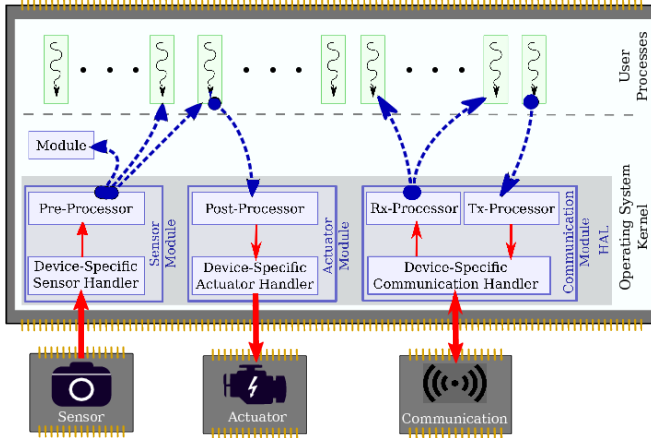 User
Processes
Module
Pre-Processor
Device-Specific
Sensor Handler
Sensor
Module
Post-Processor
Device-Specific
Actuator Handler
Actuator
Module
Rx-Processor
Tx-Processor
Device-Specific
Communication Handler
Communication
Module
HAL
Operating System
Kernel
Sensor
Actuator
Communication